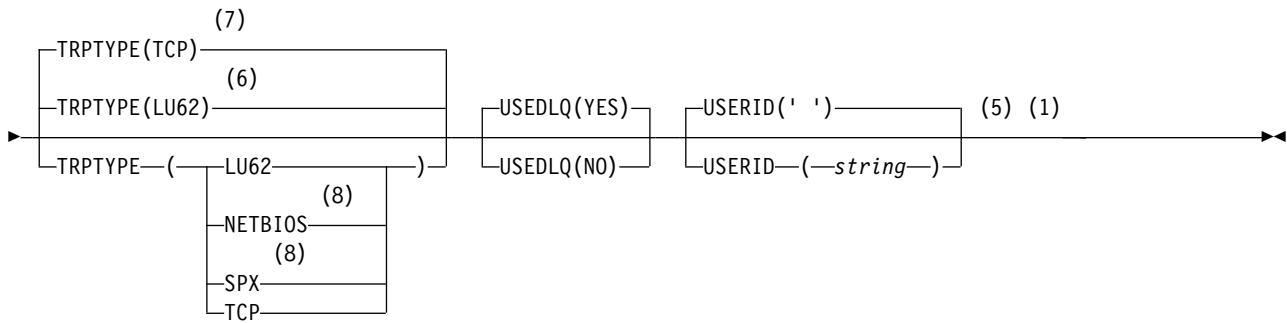 (7)
TRPTYPE(TCP)
(6)
TRPTYPE(LU62)
USEDLQ(YES) USERID(' ') (5) (1)
TRPTYPE ( LU62 ) USEDLQ(NO) USERID ( string )
(8)
NETBIOS
(8)
SPX
TCP